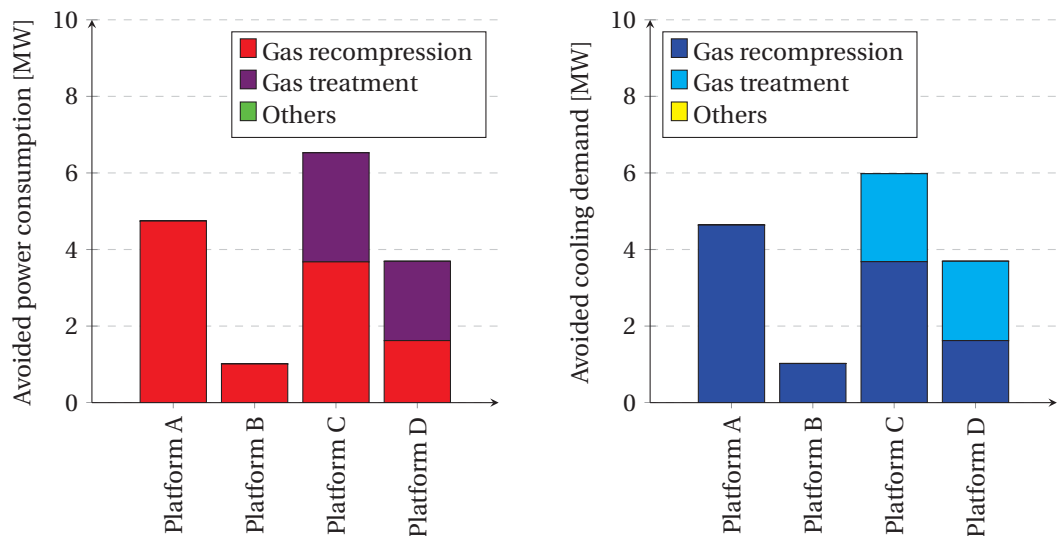 Avoided power consumption [MW]
10
8
6
4
2
0
Gas recompression
Gas treatment
Others
Platform A
Platform B
Platform C
Platform D
Avoided cooling demand [MW]
10
8
6
4
2
0
Gas recompression
Gas treatment
Others
Platform A
Platform B
Platform C
Platform D